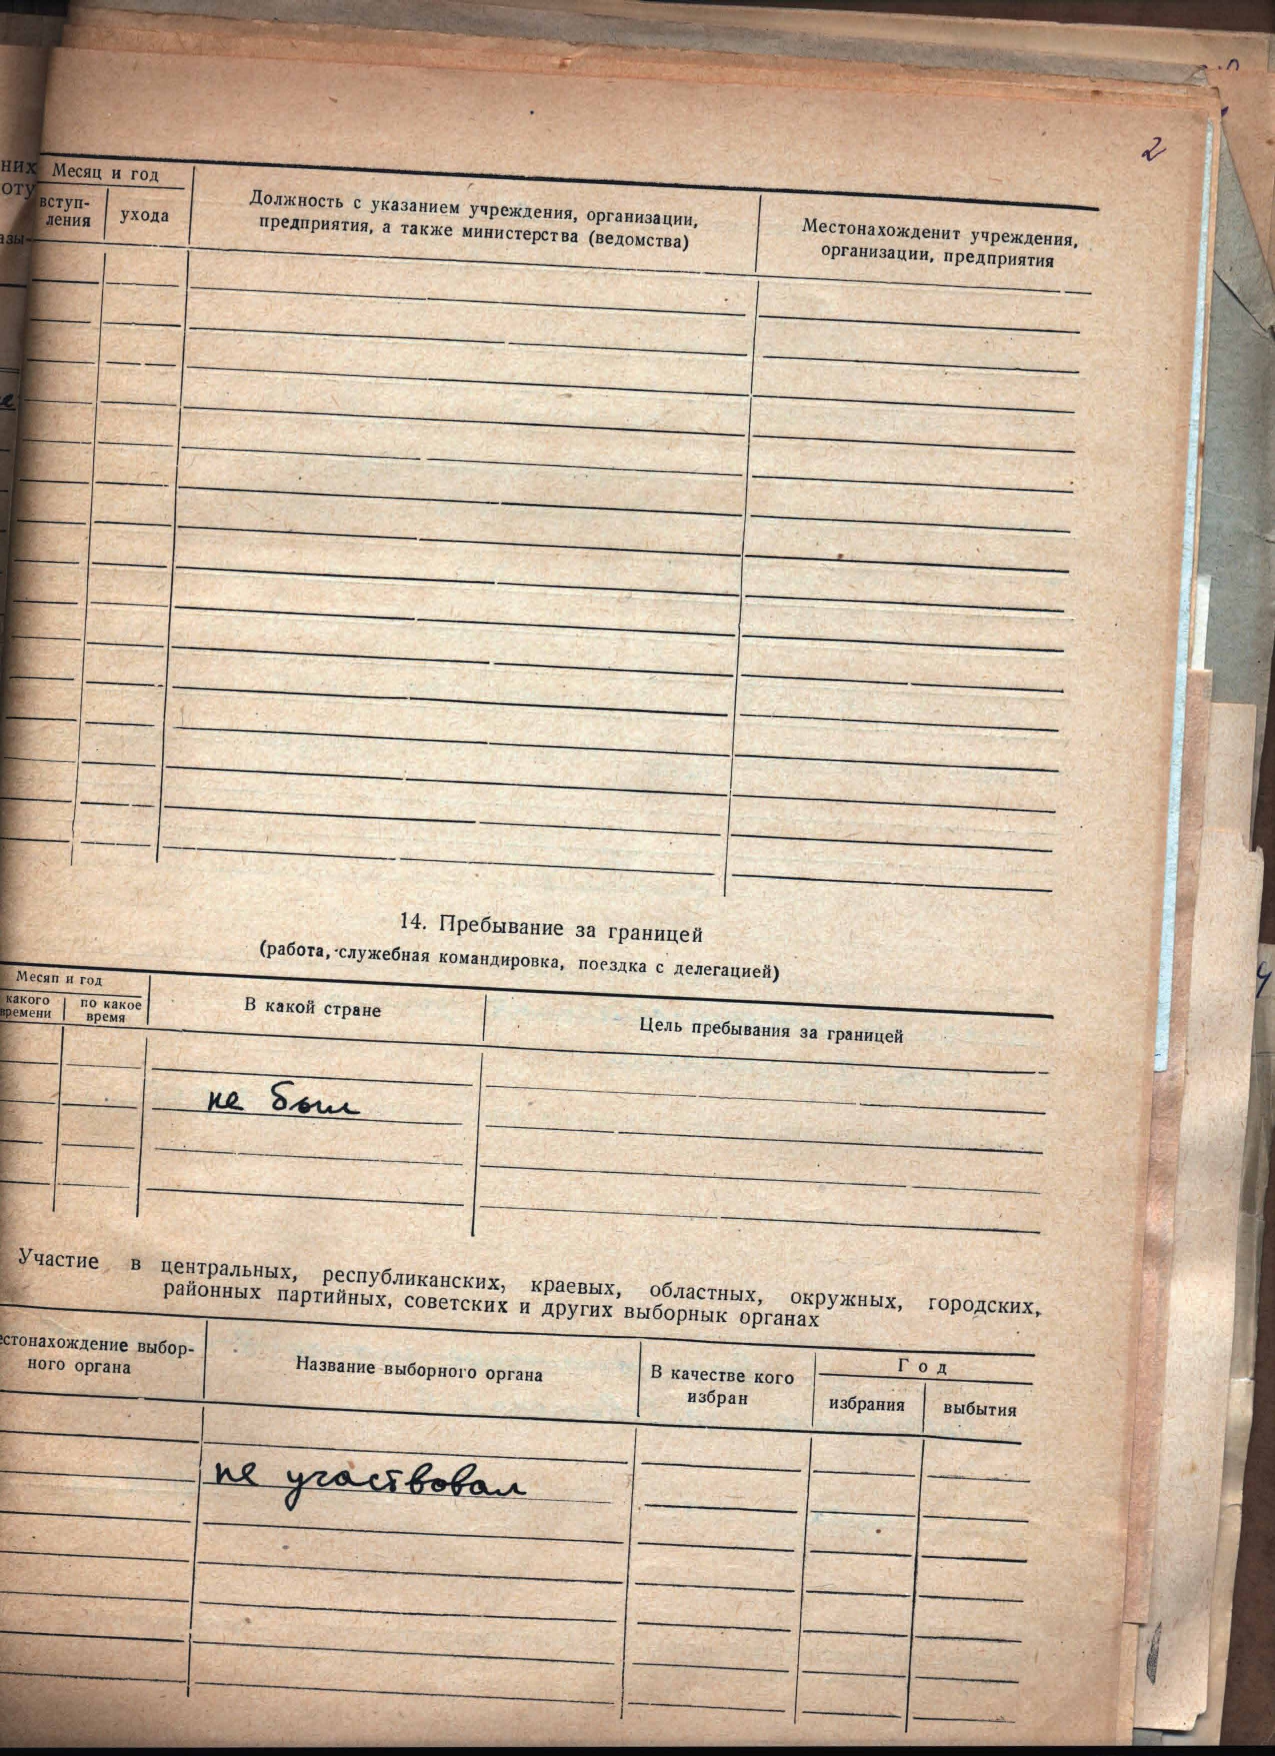 2
них
оту
азы-
Месяц и год
вступ-
ления
ухода
Должность с указанием учреждения, организации,
предприятия, а также министерства (ведомства)
Местонахожденит учреждения,
организации, предприятия
14. Пребывание за границей
(работа, служебная командировка, поездка с делегацией)
Месяп и год
какого
времени
по какое
время
В какой стране
Цель пребывания за границей
не был
Участие в центральных, республиканских, краевых, областных, окружных, городских,
районных партийных, советских и других выборнык органах
естонахождение выбор-
ного органа
Название выборного органа
В качестве кого
избран
Год
избрания
выбытия
не участвовал